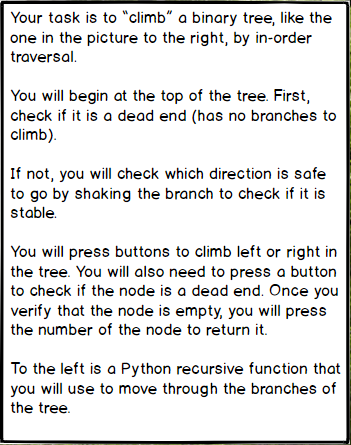 Your task is to "climb" a binary tree, like the
one in the picture to the right, by in-order
traversal.
You will begin at the top of the tree. First,
check if it is a dead end (has no branches to
climb).
If not, you will check which direction is safe
to go by shaking the branch to check if it is
stable.
You will press buttons to climb left or right in
the tree. You will also need to press a button
to check if the node is a dead end. Once you
verify that the node is empty, you will press
the number of the node to return it.
To the left is a Python recursive function that
you will use to move through the branches of
the tree.